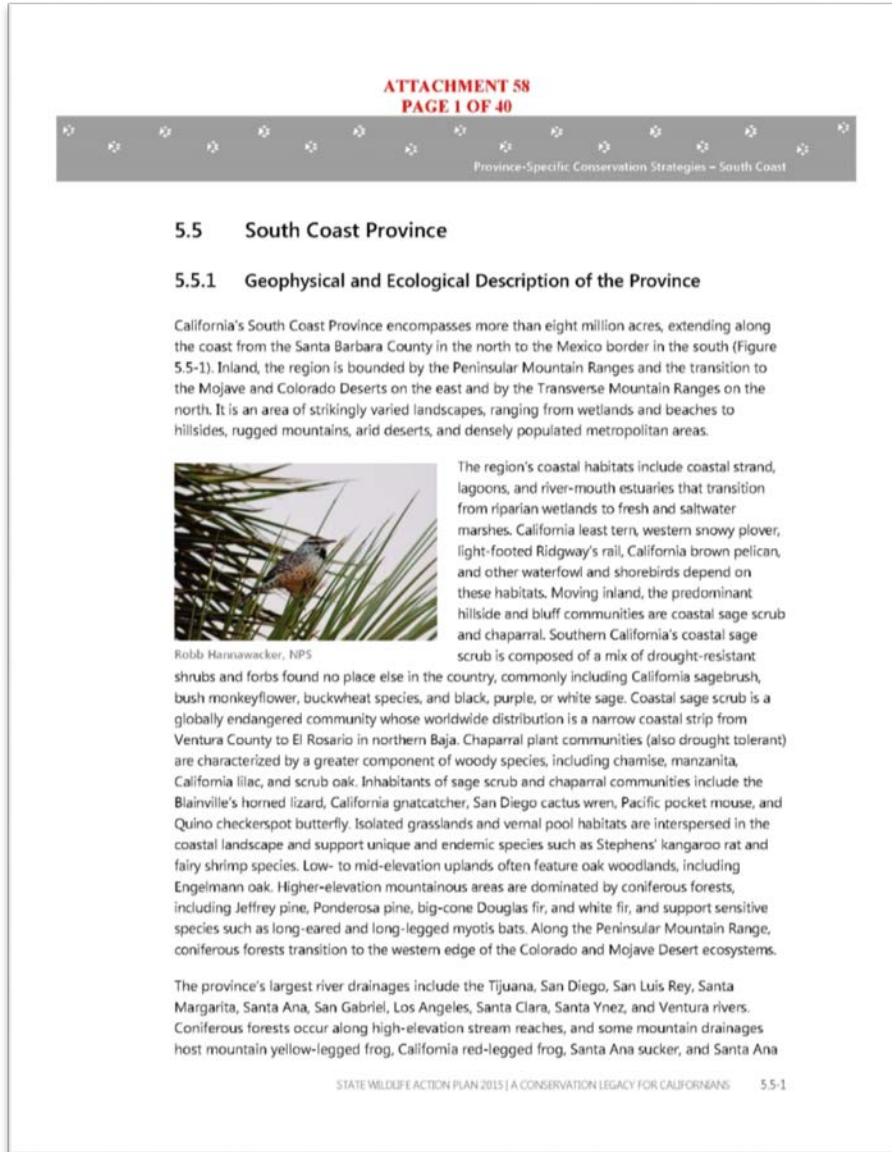 ATTACHMENT 58
PAGE 1 OF 40
Province-Specific Conservation Strategies – South Coast
5.5 South Coast Province
5.5.1 Geophysical and Ecological Description of the Province
California's South Coast Province encompasses more than eight million acres, extending along
the coast from the Santa Barbara County in the north to the Mexico border in the south (Figure
5.5-1). Inland, the region is bounded by the Peninsular Mountain Ranges and the transition to
the Mojave and Colorado Deserts on the east and by the Transverse Mountain Ranges on the
north. It is an area of strikingly varied landscapes, ranging from wetlands and beaches to
hillsides, rugged mountains, arid deserts, and densely populated metropolitan areas.
The region's coastal habitats include coastal strand,
lagoons, and river-mouth estuaries that transition
from riparian wetlands to fresh and saltwater
marshes. California least tern, western snowy plover,
light-footed Ridgway's rail, California brown pelican,
and other waterfowl and shorebirds depend on
these habitats. Moving inland, the predominant
hillside and bluff communities are coastal sage scrub
and chaparral. Southern California's coastal sage
Robb Hannawacker, NPS
scrub is composed of a mix of drought-resistant
shrubs and forbs found no place else in the country, commonly including California sagebrush,
bush monkeyflower, buckwheat species, and black, purple, or white sage. Coastal sage scrub is a
globally endangered community whose worldwide distribution is a narrow coastal strip from
Ventura County to El Rosario in northern Baja. Chaparral plant communities (also drought tolerant)
are characterized by a greater component of woody species, including chamise, manzanita,
California lilac, and scrub oak. Inhabitants of sage scrub and chaparral communities include the
Blainville's horned lizard, California gnatcatcher, San Diego cactus wren, Pacific pocket mouse, and
Quino checkerspot butterfly. Isolated grasslands and vernal pool habitats are interspersed in the
coastal landscape and support unique and endemic species such as Stephens' kangaroo rat and
fairy shrimp species. Low- to mid-elevation uplands often feature oak woodlands, including
Engelmann oak. Higher-elevation mountainous areas are dominated by coniferous forests,
including Jeffrey pine, Ponderosa pine, big-cone Douglas fir, and white fir, and support sensitive
species such as long-eared and long-legged myotis bats. Along the Peninsular Mountain Range,
coniferous forests transition to the western edge of the Colorado and Mojave Desert ecosystems.
The province's largest river drainages include the Tijuana, San Diego, San Luis Rey, Santa
Margarita, Santa Ana, San Gabriel, Los Angeles, Santa Clara, Santa Ynez, and Ventura rivers.
Coniferous forests occur along high-elevation stream reaches, and some mountain drainages
host mountain yellow-legged frog, California red-legged frog, Santa Ana sucker, and Santa Ana
STATE WILDLIFE ACTION PLAN 2015 | A CONSERVATION LEGACY FOR CALIFORNIANS 5.5-1